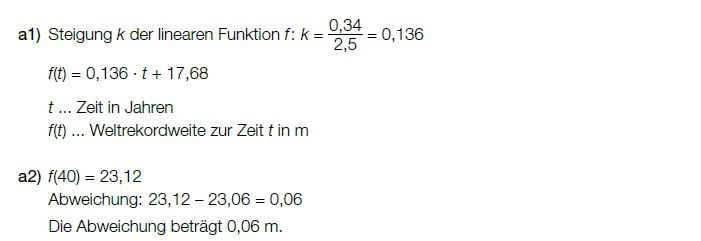 a1) Steigung k der linearen Funktion f: k = 0,34/2,5 = 0,136
f(t) = 0,136 · t + 17,68
t ... Zeit in Jahren
f(t) ... Weltrekordweite zur Zeit t in m
a2) f(40) = 23,12
Abweichung: 23,12 – 23,06 = 0,06
Die Abweichung beträgt 0,06 m.